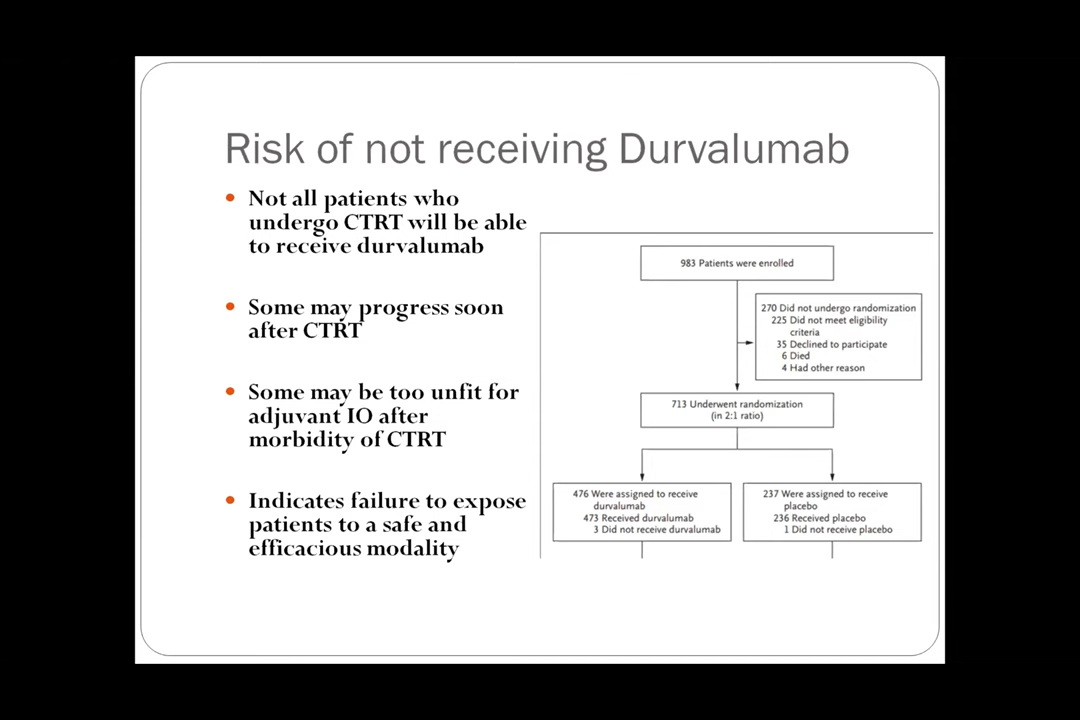 Risk of not receiving Durvalumab
Not all patients who
undergo CTRT will be able
to receive durvalumab
Some may progress soon
after CTRT
Some may be too unfit for
adjuvant IO after
morbidity of CTRT
Indicates failure to expose
patients to a safe and
efficacious modality
983 Patients were enrolled
270 Did not undergo randomization
225 Did not meet eligibility
criteria
35 Declined to participate
6 Died
4 Had other reason
713 Underwent randomization
(in 2:1 ratio)
476 Were assigned to receive
durvalumab
473 Received durvalumab
3 Did not receive durvalumab
237 Were assigned to receive
placebo
236 Received placebo
1 Did not receive placebo